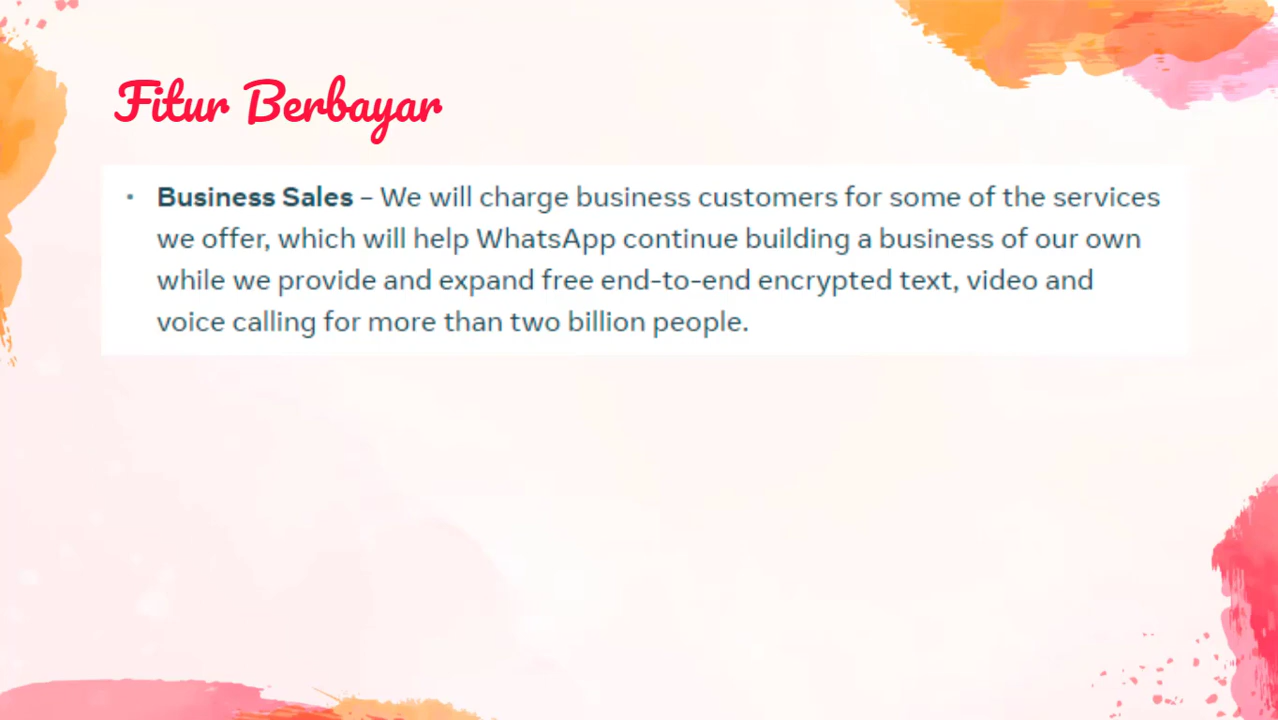 Fitur Berbayar
• Business Sales – We will charge business customers for some of the services
we offer, which will help WhatsApp continue building a business of our own
while we provide and expand free end-to-end encrypted text, video and
voice calling for more than two billion people.